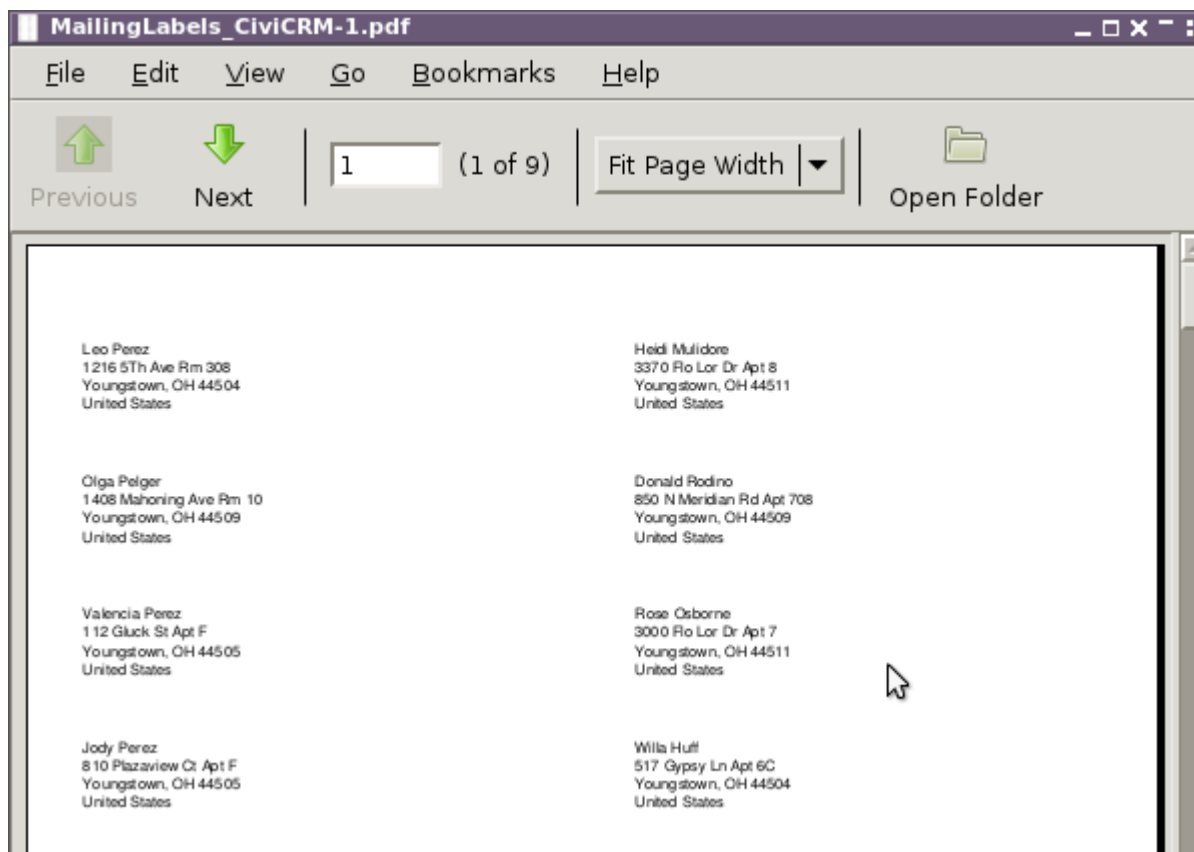 MailingLabels_CiviCRM-1.pdf
File Edit View Go Bookmarks Help
1 (1 of 9) Fit Page Width
Previous Next Open Folder
Leo Perez
1216 5Th Ave Rm 308
Youngstown, OH 44504
United States
Heidi Mulidore
3370 Flo Lor Dr Apt 8
Youngstown, OH 44511
United States
Olga Pelger
1408 Mahoning Ave Rm 10
Youngstown, OH 44509
United States
Donald Rodino
850 N Meridian Rd Apt 708
Youngstown, OH 44509
United States
Valencia Perez
112 Gluck St Apt F
Youngstown, OH 44505
United States
Rose Osborne
3000 Flo Lor Dr Apt 7
Youngstown, OH 44511
United States
Jody Perez
810 Plazaview Ct Apt F
Youngstown, OH 44505
United States
Willa Huff
517 Gypsy Ln Apt 6C
Youngstown, OH 44504
United States